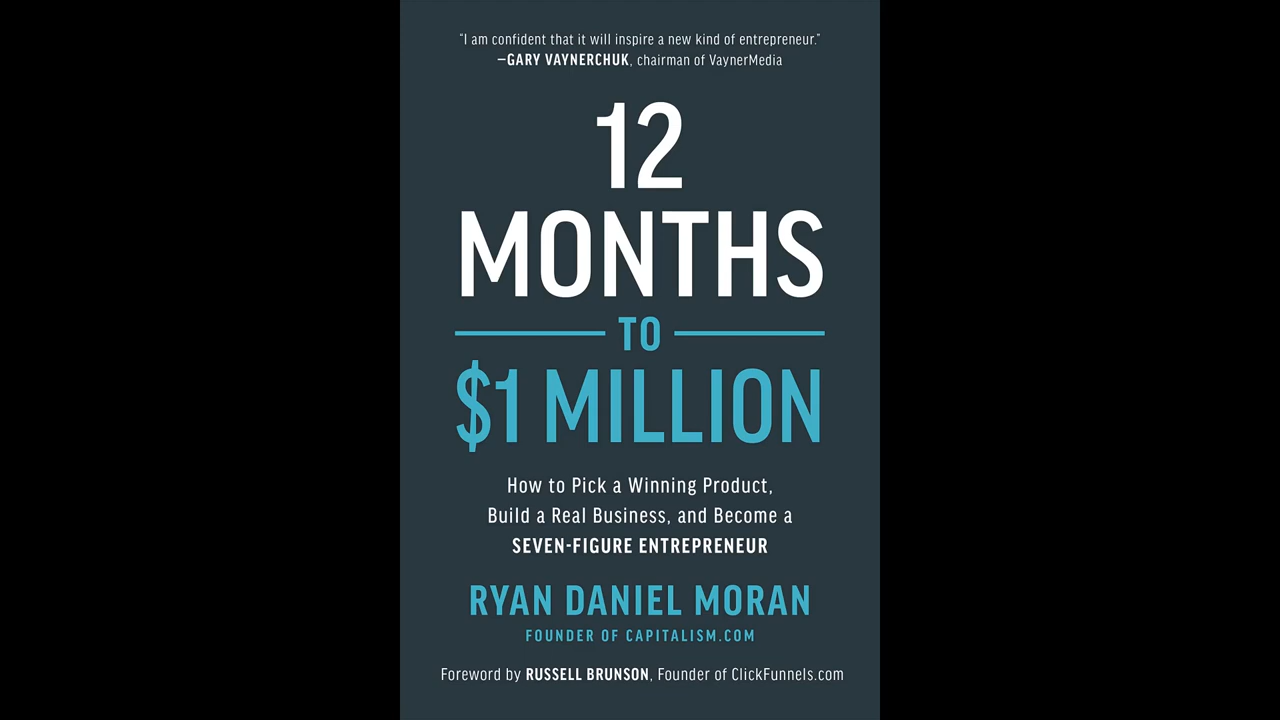 “I am confident that it will inspire a new kind of entrepreneur.”
—GARY VAYNERCHUK, chairman of VaynerMedia
12
MONTHS
TO
$1 MILLION
How to Pick a Winning Product,
Build a Real Business, and Become a
SEVEN-FIGURE ENTREPRENEUR
RYAN DANIEL MORAN
FOUNDER OF CAPITALISM.COM
Foreword by RUSSELL BRUNSON, Founder of ClickFunnels.com